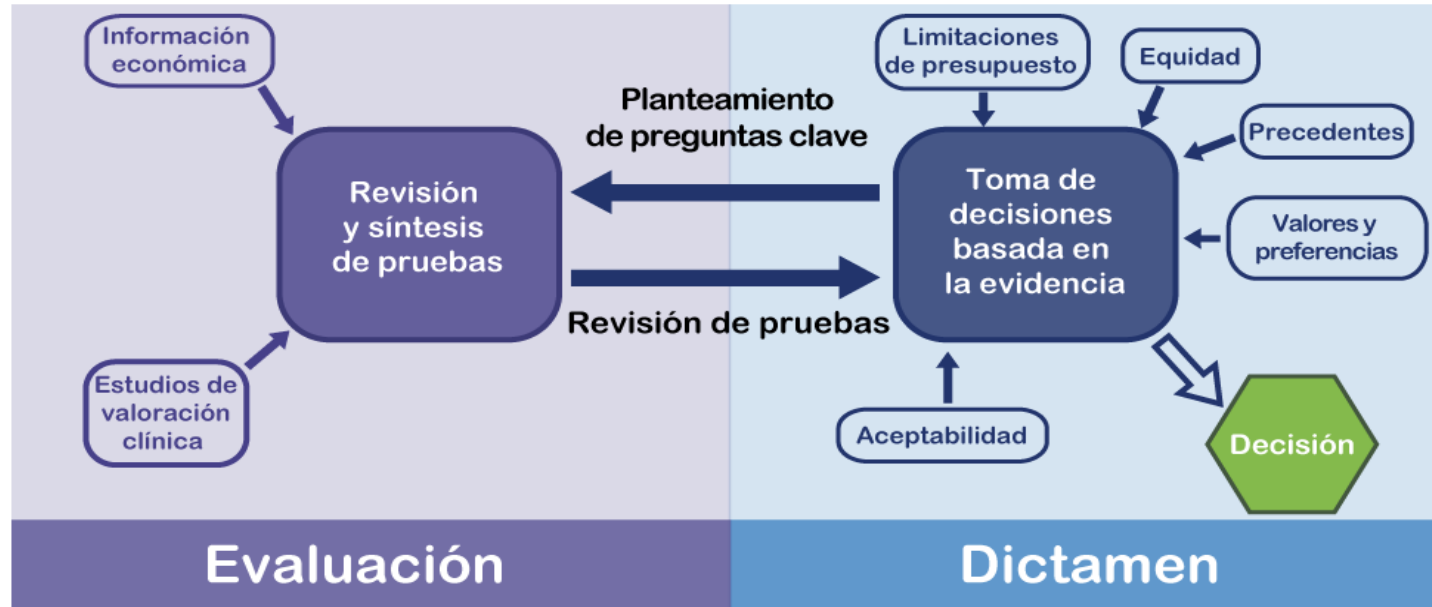 Información
económica
Revisión
y síntesis
de pruebas
Estudios de
valoración
clínica
Planteamiento
de preguntas clave
Revisión de pruebas
Limitaciones
de presupuesto
Equidad
Precedentes
Valores y
preferencias
Toma de
decisiones
basada en
la evidencia
Aceptabilidad
Decisión
Evaluación
Dictamen